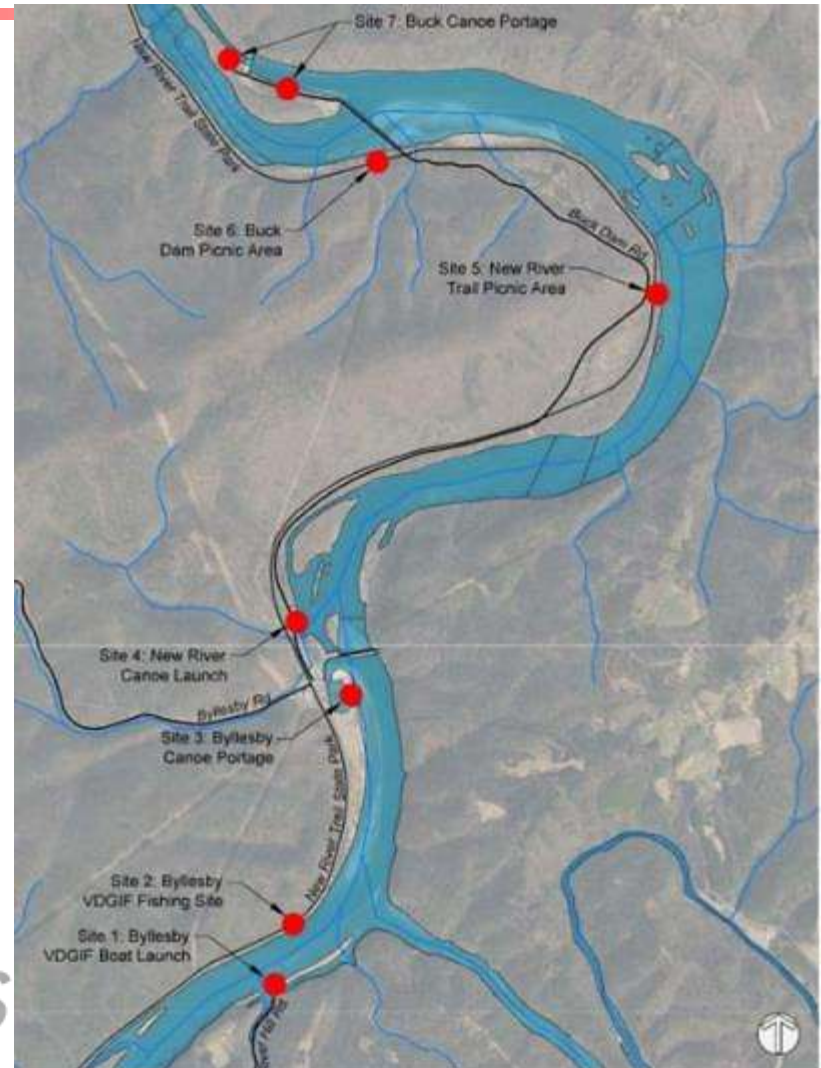 Site 7: Buck Canoe Portage
New River Trail State Park
Site 6: Buck
Dam Picnic Area
Buck Dam Rd
Site 5: New River
Trail Picnic Area
Site 4: New River
Canoe Launch
Byllesby Rd
Site 3: Byllesby
Canoe Portage
New River Trail State Park
Site 2: Byllesby
VDGIF Fishing Site
Site 1: Byllesby
VDGIF Boat Launch
S